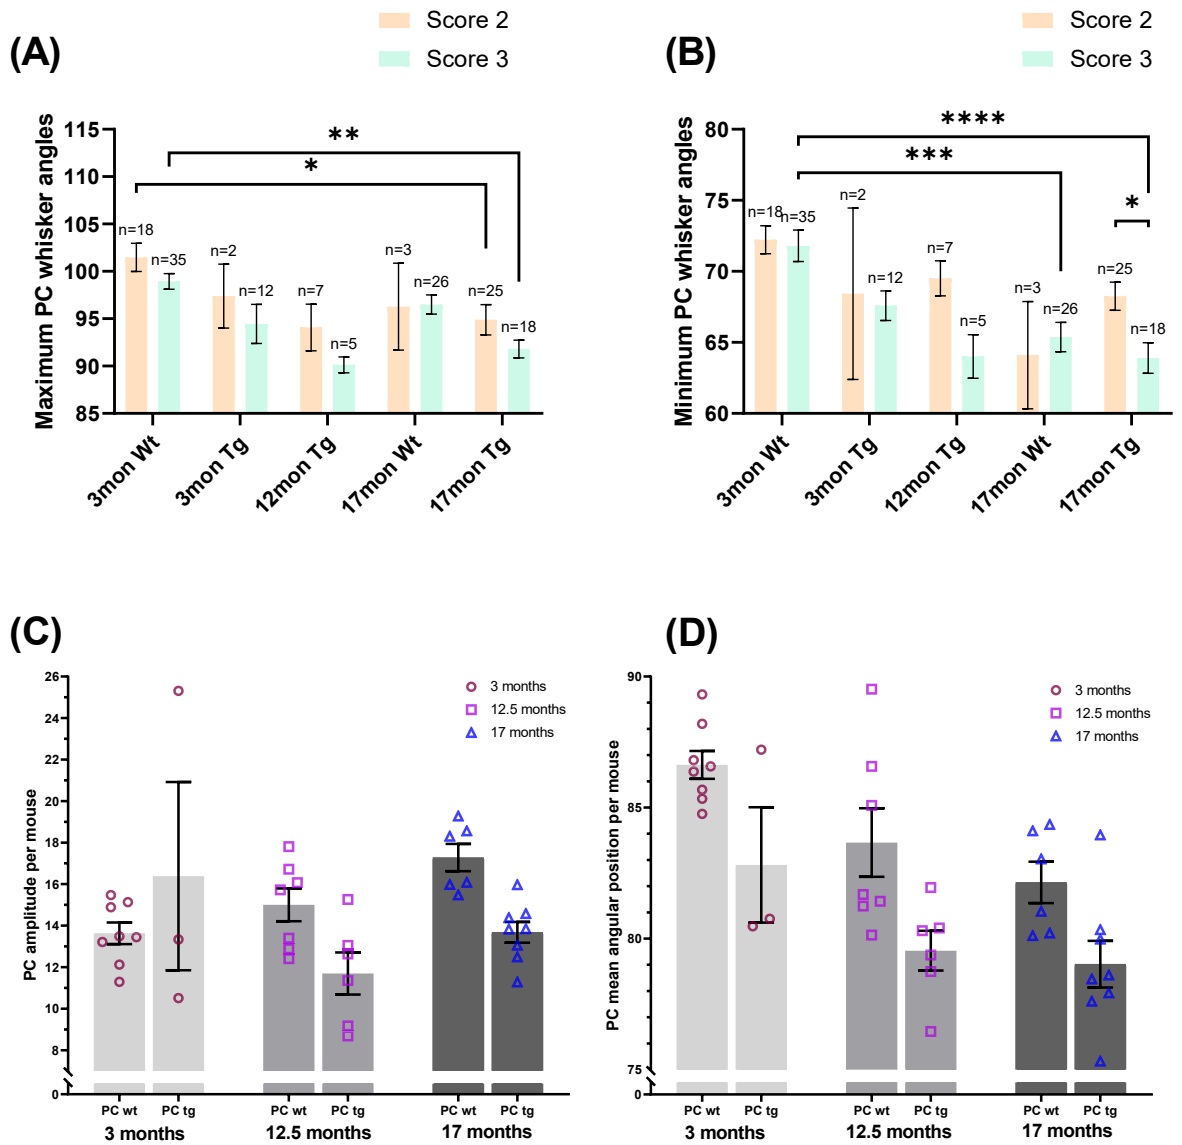 (A)
Score 2
Score 3
Maximum PC whisker angles
115
110
105
100
95
90
85
**
*
n=18
n=35
n=2
n=12
n=7
n=5
n=3
n=26
n=25
n=18
3mon Wt
3mon Tg
12mon Tg
17mon Wt
17mon Tg
(B)
Score 2
Score 3
Minimum PC whisker angles
80
75
70
65
60
****
***
*
n=18
n=35
n=2
n=12
n=7
n=5
n=3
n=26
n=25
n=18
3mon Wt
3mon Tg
12mon Tg
17mon Wt
17mon Tg
(C)
PC amplitude per mouse
26
24
22
20
18
16
14
12
10
8
0
3 months
12.5 months
17 months
PC wt PC tg PC wt PC tg PC wt PC tg
3 months 12.5 months 17 months
(D)
PC mean angular position per mouse
90
85
80
75
0
3 months
12.5 months
17 months
PC wt PC tg PC wt PC tg PC wt PC tg
3 months 12.5 months 17 months